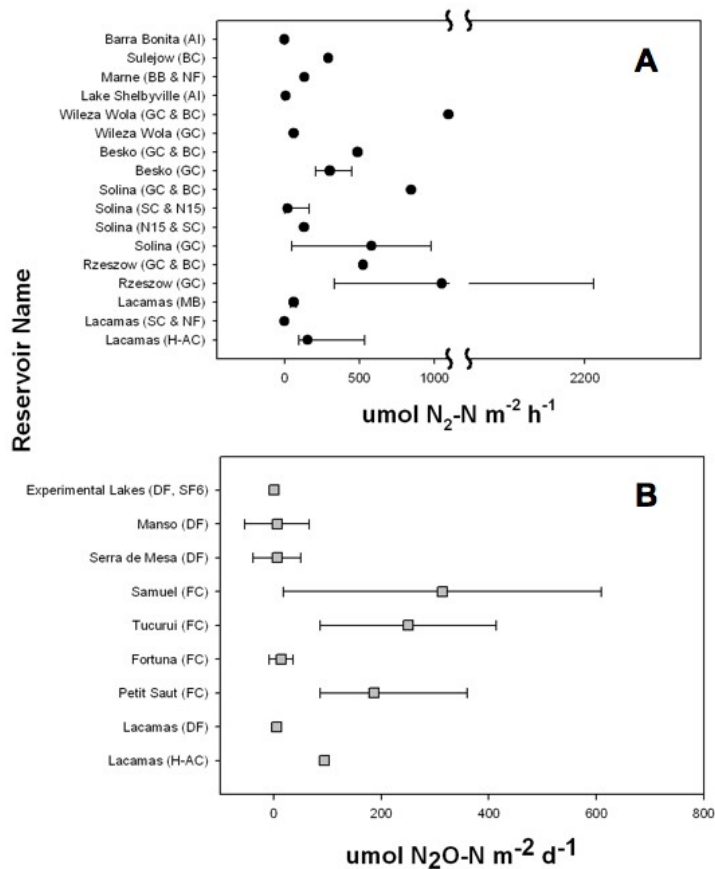 A
Barra Bonita (AI)
Sulejow (BC)
Marne (BB & NF)
Lake Shelbyville (AI)
Wileza Wola (GC & BC)
Wileza Wola (GC)
Besko (GC & BC)
Besko (GC)
Solina (GC & BC)
Solina (SC & N15)
Solina (N15 & SC)
Solina (GC)
Rzeszow (GC & BC)
Rzeszow (GC)
Lacamas (MB)
Lacamas (SC & NF)
Lacamas (H-AC)
0 500 1000 2200
umol N₂-N m⁻² h⁻¹
Reservoir Name
B
Experimental Lakes (DF, SF6)
Manso (DF)
Serra de Mesa (DF)
Samuel (FC)
Tucurui (FC)
Fortuna (FC)
Petit Saut (FC)
Lacamas (DF)
Lacamas (H-AC)
0 200 400 600 800
umol N₂O-N m⁻² d⁻¹